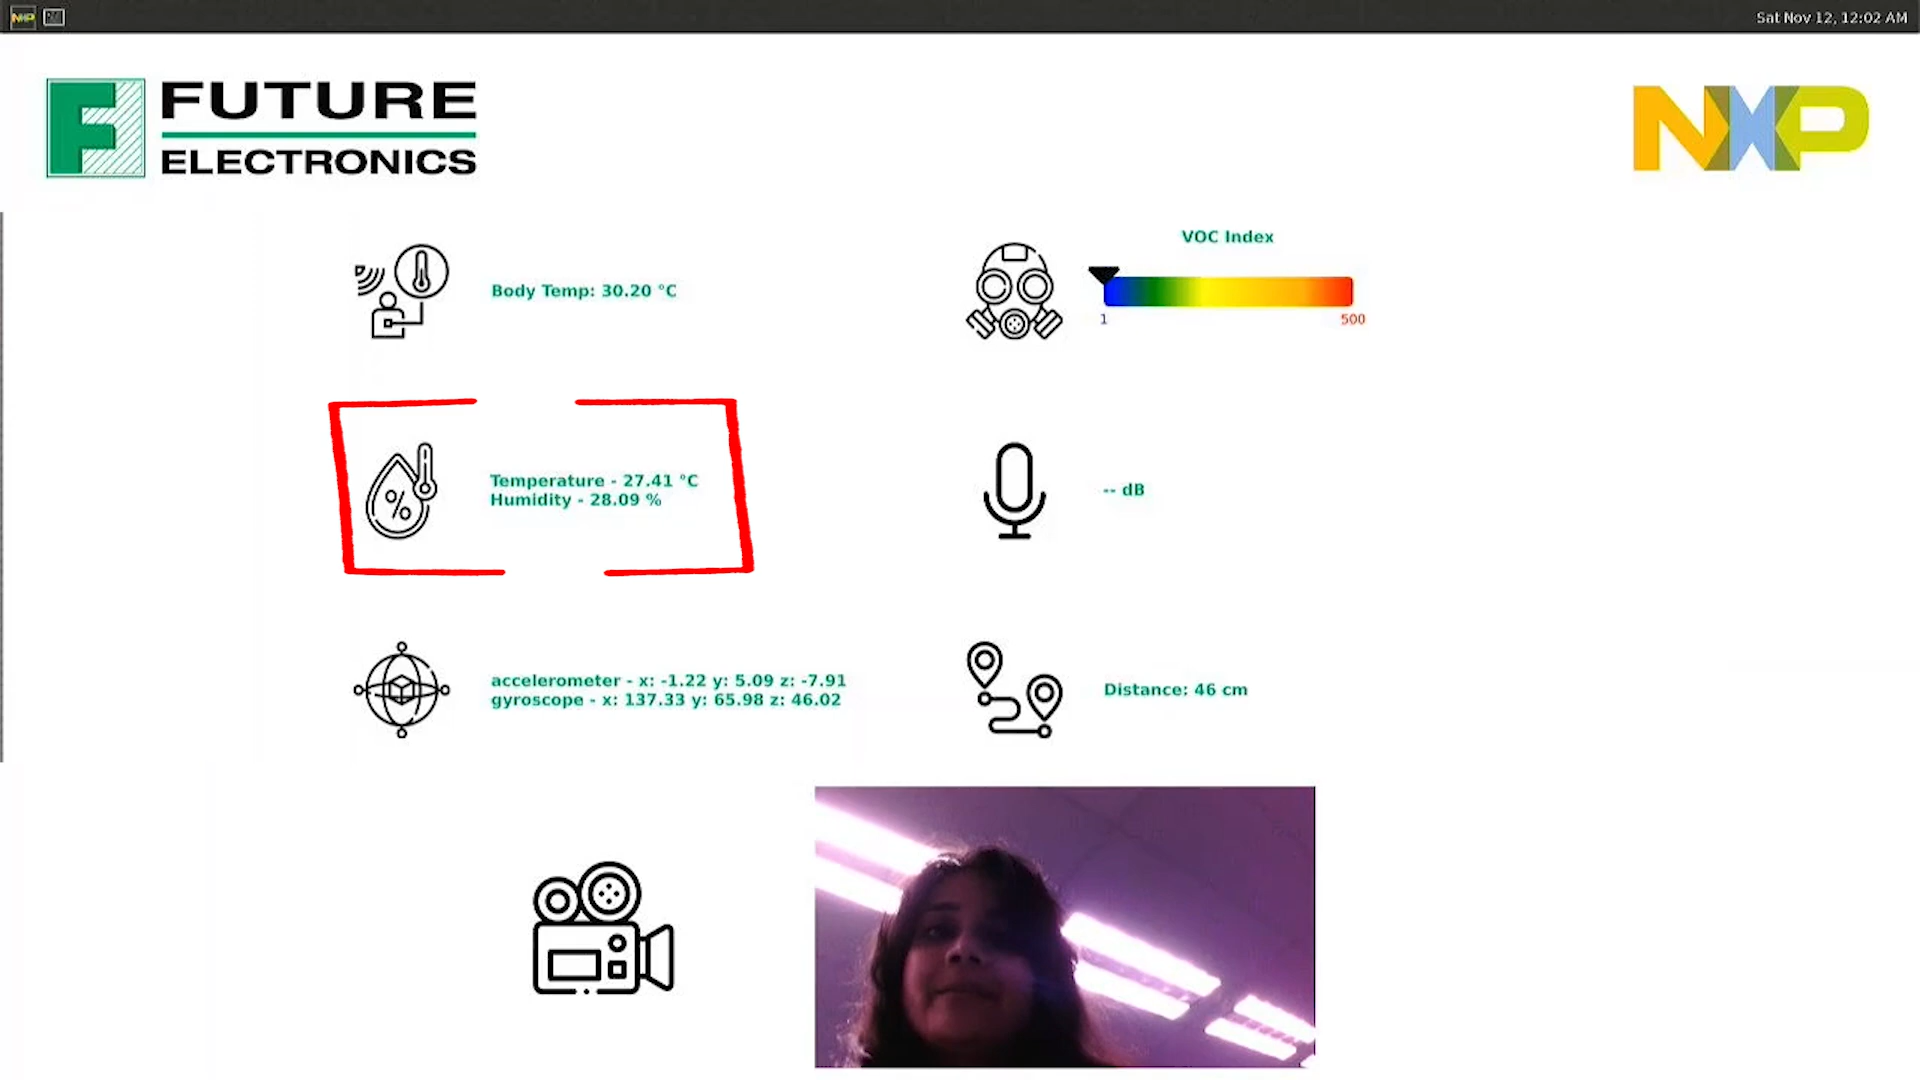 NXP
Sat Nov 12, 12:02 AM
F FUTURE
ELECTRONICS
NXP
Body Temp: 30.20 °C
VOC Index
1 500
%
Temperature - 27.41 °C
Humidity - 28.09 %
-- dB
accelerometer - x: -1.22 y: 5.09 z: -7.91
gyroscope - x: 137.33 y: 65.98 z: 46.02
Distance: 46 cm